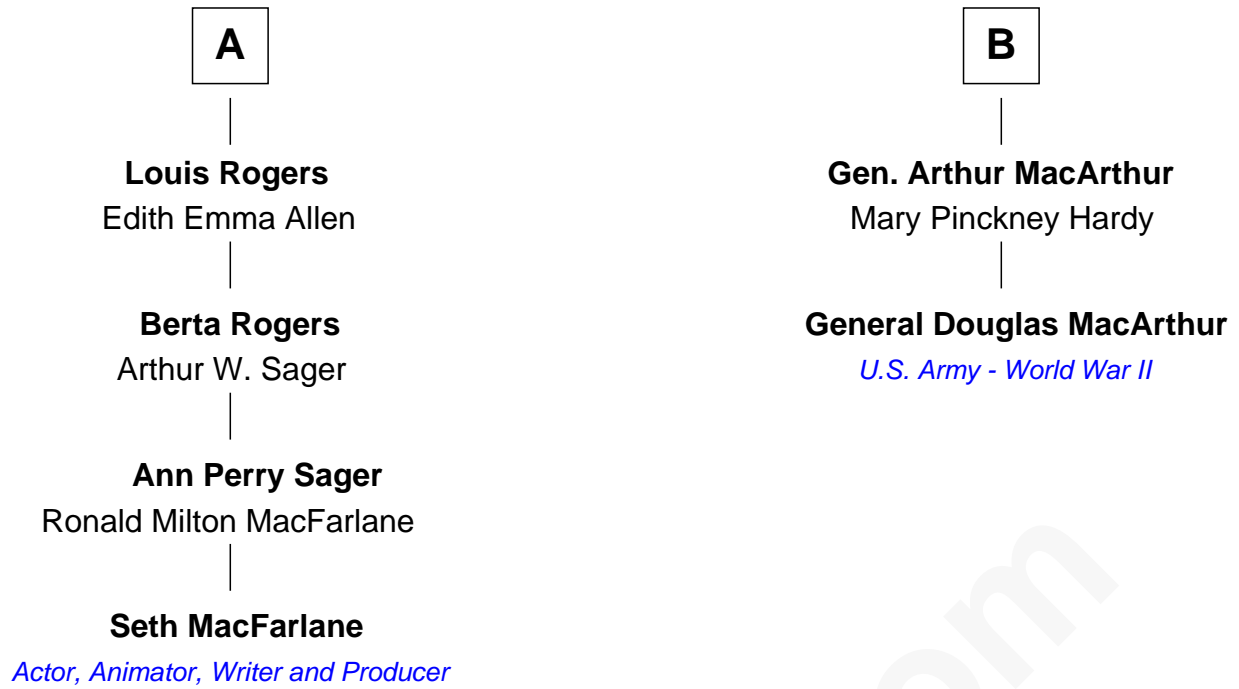 A
Louis Rogers
Edith Emma Allen
Berta Rogers
Arthur W. Sager
Ann Perry Sager
Ronald Milton MacFarlane
Seth MacFarlane
Actor, Animator, Writer and Producer
B
Gen. Arthur MacArthur
Mary Pinckney Hardy
General Douglas MacArthur
U.S. Army - World War II
om